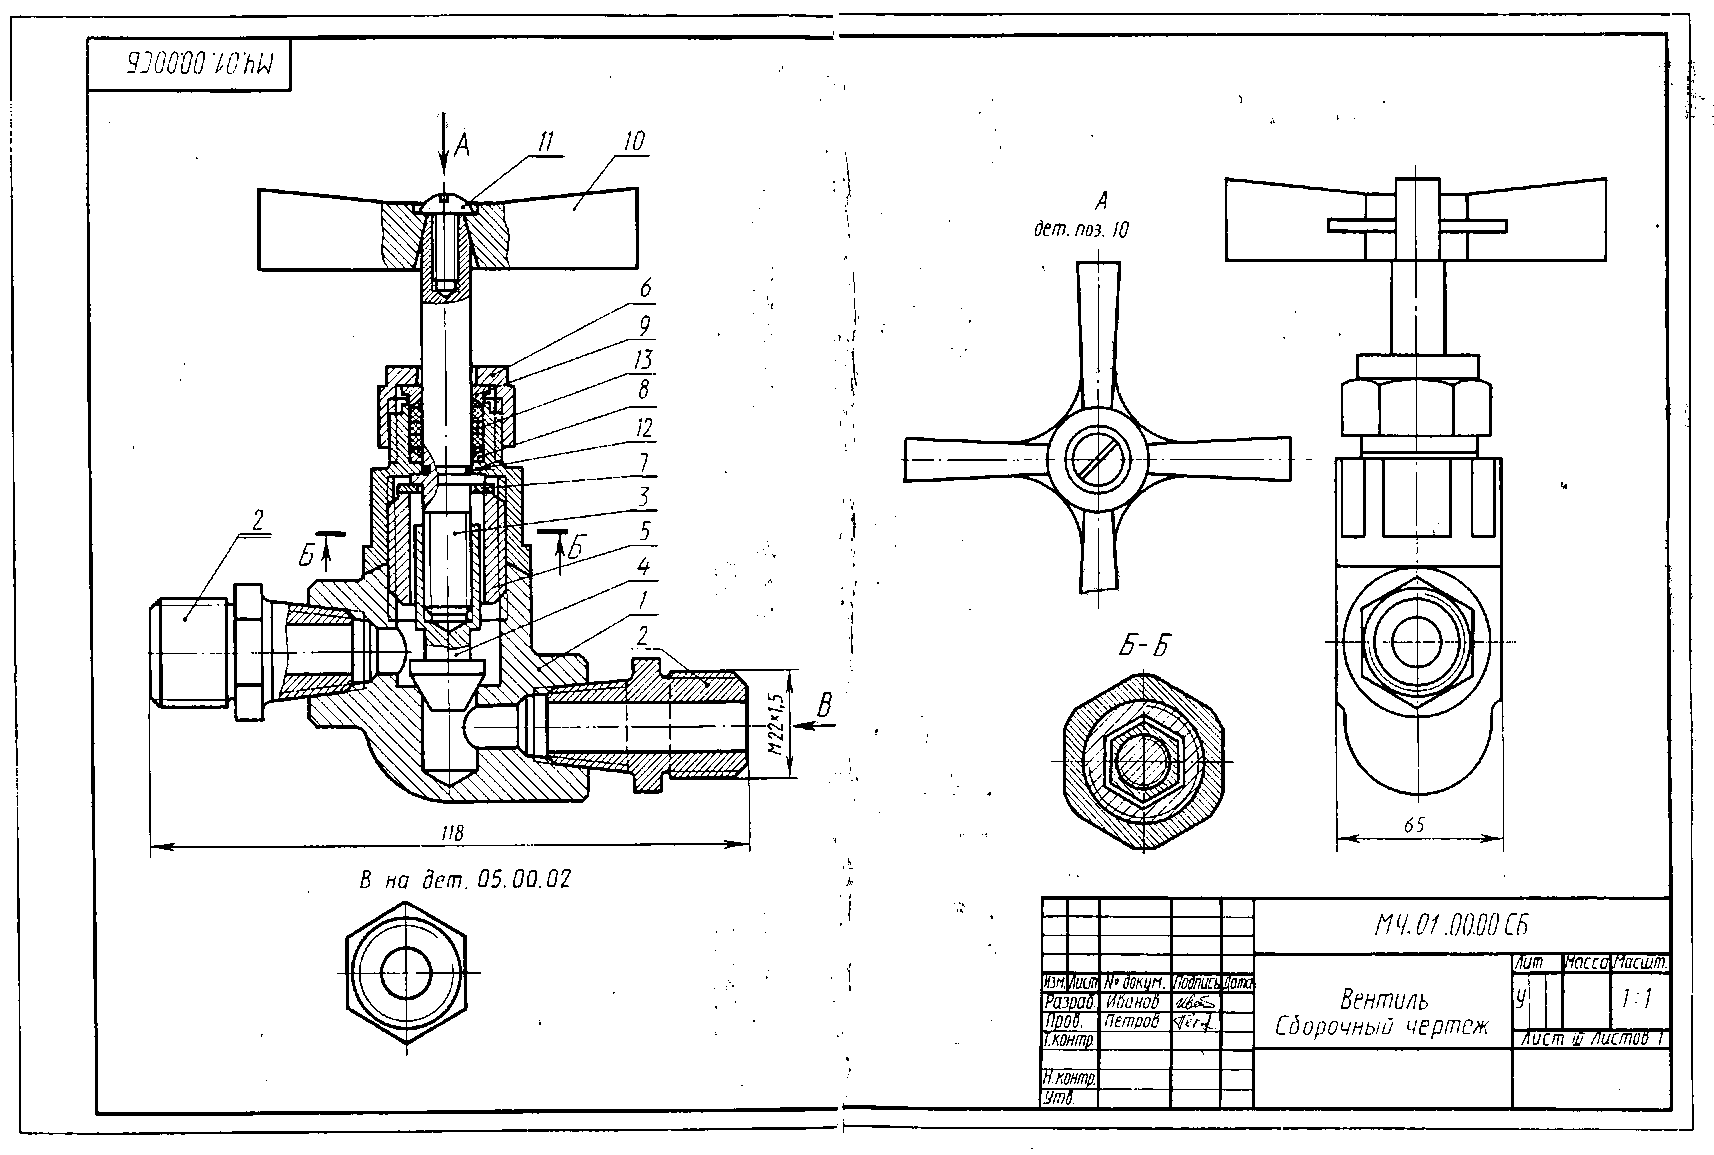 МЧ.01.0000СБ
А
11
10
6
9
13
8
12
7
3
5
4
1
2
2
Б
Б
М22×1,5
В
118
В на дет. 05.00.02
А
дет. поз. 10
Б-Б
65
МЧ.01.00.00 СБ
Лит Масса Масшт.
Изм. Лист № докум. Подпись Дата
Разраб. Иванов
Пров. Петров
Т.контр.
Н.контр.
Утв.
Вентиль
Сборочный чертеж
У 1:1
Лист Листов 1